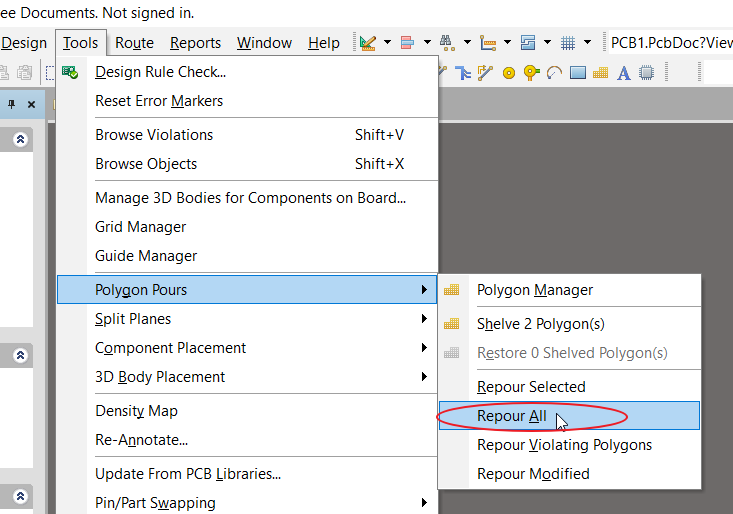 ee Documents. Not signed in.
Design Tools Route Reports Window Help PCB1.PcbDoc?View
Design Rule Check...
Reset Error Markers
Browse Violations Shift+V
Browse Objects Shift+X
Manage 3D Bodies for Components on Board...
Grid Manager
Guide Manager
Polygon Pours
Split Planes
Component Placement
3D Body Placement
Density Map
Re-Annotate...
Update From PCB Libraries...
Pin/Part Swapping
Polygon Manager
Shelve 2 Polygon(s)
Restore 0 Shelved Polygon(s)
Repour Selected
Repour All
Repour Violating Polygons
Repour Modified